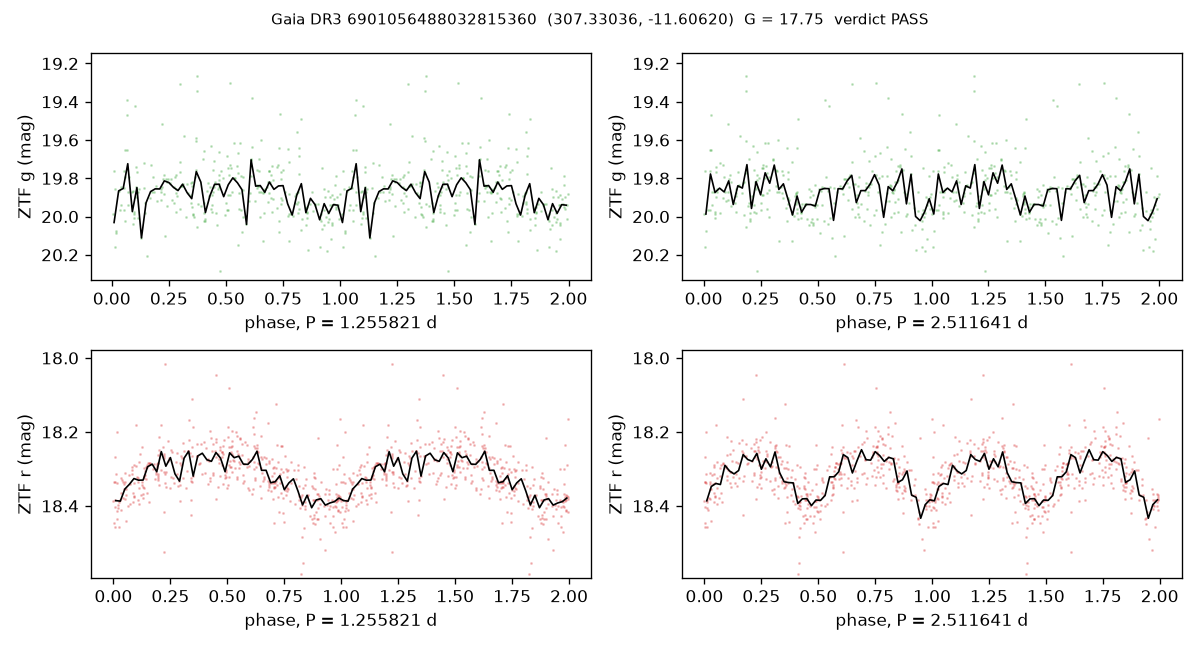 Gaia DR3 6901056488032815360 (307.33036, -11.60620) G = 17.75 verdict PASS
19.2
19.4
19.6
19.8
20.0
20.2
ZTF g (mag)
0.00 0.25 0.50 0.75 1.00 1.25 1.50 1.75 2.00
phase, P = 1.255821 d
19.2
19.4
19.6
19.8
20.0
20.2
ZTF g (mag)
0.00 0.25 0.50 0.75 1.00 1.25 1.50 1.75 2.00
phase, P = 2.511641 d
18.0
18.2
18.4
ZTF r (mag)
0.00 0.25 0.50 0.75 1.00 1.25 1.50 1.75 2.00
phase, P = 1.255821 d
18.0
18.2
18.4
ZTF r (mag)
0.00 0.25 0.50 0.75 1.00 1.25 1.50 1.75 2.00
phase, P = 2.511641 d